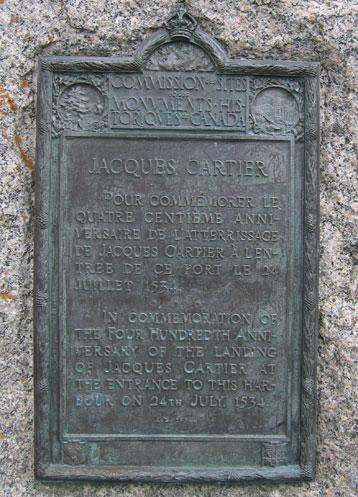 COMMISSION DES SITES
ET
MONUMENTS HIS-
TORIQUES DU CANADA
JACQUES CARTIER
POUR COMMÉMORER LE
QUATRE CENTIÈME ANNI-
VERSAIRE DE L'ATTERRISSAGE
DE JACQUES CARTIER À L'EN-
TRÉE DE CE PORT LE 24
JUILLET 1534.
IN COMMEMORATION OF
THE FOUR HUNDREDTH ANNI-
VERSARY OF THE LANDING
OF JACQUES CARTIER AT
THE ENTRANCE TO THIS HAR-
BOUR ON 24TH JULY, 1534.